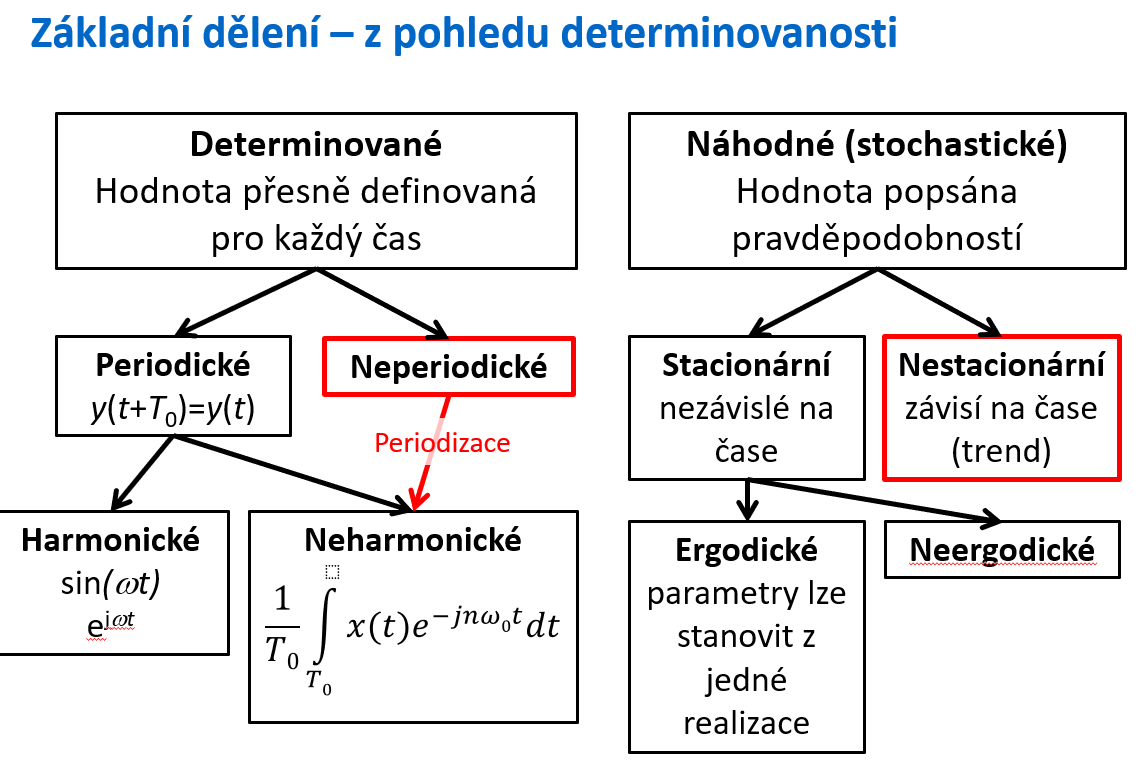 Základní dělení – z pohledu determinovanosti
Determinované
Hodnota přesně definovaná
pro každý čas
Náhodné (stochastické)
Hodnota popsána
pravděpodobností
Periodické
y(t+T₀)=y(t)
Neperiodické
Periodizace
Stacionární
nezávislé na
čase
Nestacionární
závisí na čase
(trend)
Harmonické
sin(ωt)
e^jωt
Neharmonické
1/T₀ ∫_T₀ x(t)e^−jnω₀t dt
Ergodické
parametry lze
stanovit z
jedné
realizace
Neergodické